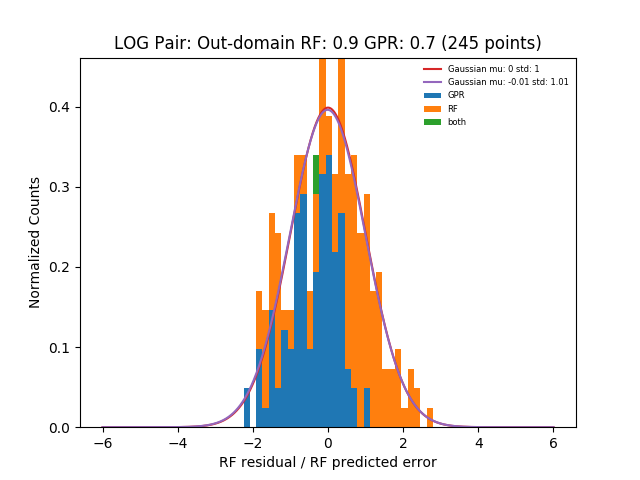 LOG Pair: Out-domain RF: 0.9 GPR: 0.7 (245 points)
Gaussian mu: 0 std: 1
Gaussian mu: -0.01 std: 1.01
GPR
RF
both
Normalized Counts
0.4
0.3
0.2
0.1
0.0
−6 −4 −2 0 2 4 6
RF residual / RF predicted error